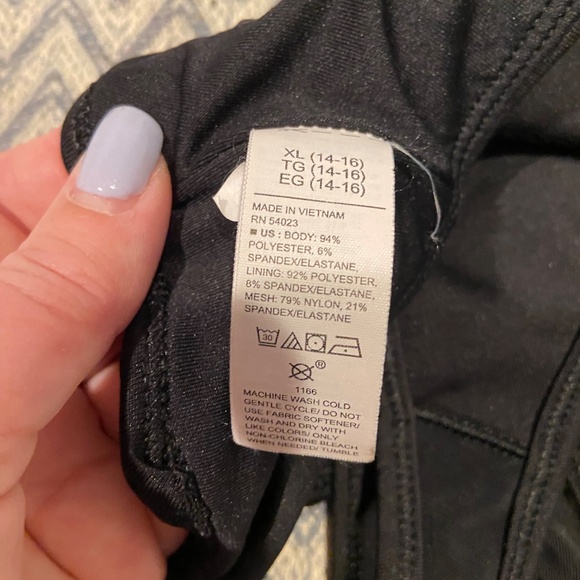 XL (14-16)
TG (14-16)
EG (14-16)
MADE IN VIETNAM
RN 54023
■ US : BODY: 94%
POLYESTER, 6%
SPANDEX/ELASTANE,
LINING: 92% POLYESTER,
8% SPANDEX/ELASTANE,
MESH: 79% NYLON, 21%
SPANDEX/ELASTANE
30
®
1166
MACHINE WASH COLD
GENTLE CYCLE/ DO NOT
USE FABRIC SOFTENER/
WASH AND DRY WITH
LIKE COLORS/ ONLY
NON-CHLORINE BLEACH
WHEN NEEDED/ TUMBLE